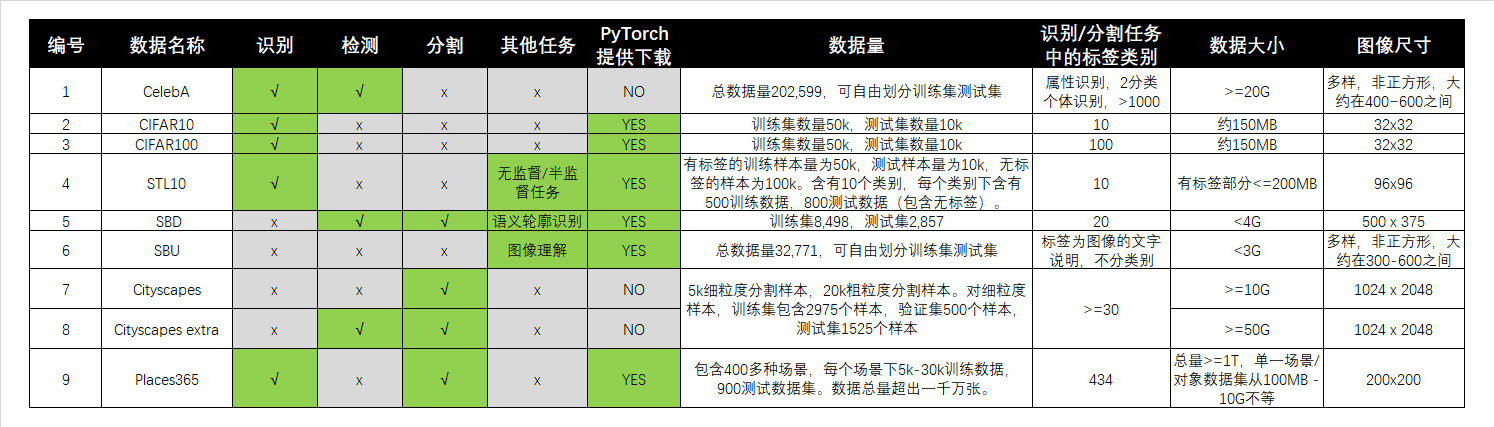 编号 数据名称 识别 检测 分割 其他任务 PyTorch 提供下载 数据量 识别/分割任务 中的标签类别 数据大小 图像尺寸
1 CelebA √ √ x x NO 总数据量202,599，可自由划分训练集测试集 属性识别，2分类 个体识别，>1000 >=20G 多样，非正方形，大 约在400-600之间
2 CIFAR10 √ x x x YES 训练集数量50k，测试集数量10k 10 约150MB 32x32
3 CIFAR100 √ x x x YES 训练集数量50k，测试集数量10k 100 约150MB 32x32
4 STL10 √ x x 无监督/半监 督任务 YES 有标签的训练样本量为50k，测试样本量为10k，无标 签的样本为100k。含有10个类别，每个类别下含有 500训练数据，800测试数据（包含无标签）。 10 有标签部分<=200MB 96x96
5 SBD x √ √ 语义轮廓识别 YES 训练集8,498，测试集2,857 20 <4G 500 x 375
6 SBU x x x 图像理解 YES 总数据量32,771，可自由划分训练集测试集 标签为图像的文字 说明，不分类别 <3G 多样，非正方形，大 约在300-600之间
7 Cityscapes x x √ x NO 5k细粒度分割样本，20k粗粒度分割样本。对细粒度 样本，训练集包含2975个样本，验证集500个样本， 测试集1525个样本 >=30 >=10G 1024 x 2048
8 Cityscapes extra x √ √ x NO >=50G 1024 x 2048
9 Places365 √ x √ x YES 包含400多种场景，每个场景下5k-30k训练数据， 900测试数据集。数据总量超出一千万张。 434 总量>=1T，单一场景/ 对象数据集从100MB - 10G不等 200x200